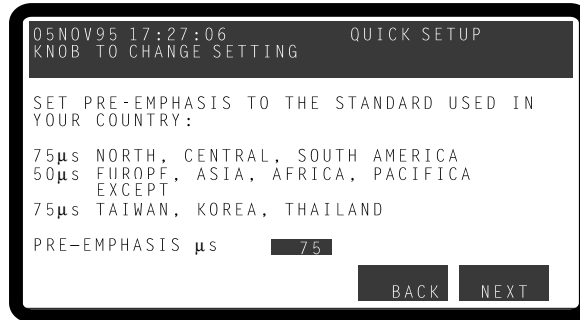 05NOV95 17:27:06 QUICK SETUP
KNOB TO CHANGE SETTING
SET PRE-EMPHASIS TO THE STANDARD USED IN
YOUR COUNTRY:
75µs NORTH, CENTRAL, SOUTH AMERICA
50µs EUROPE, ASIA, AFRICA, PACIFICA
EXCEPT
75µs TAIWAN, KOREA, THAILAND
PRE–EMPHASIS µs 75
BACK NEXT